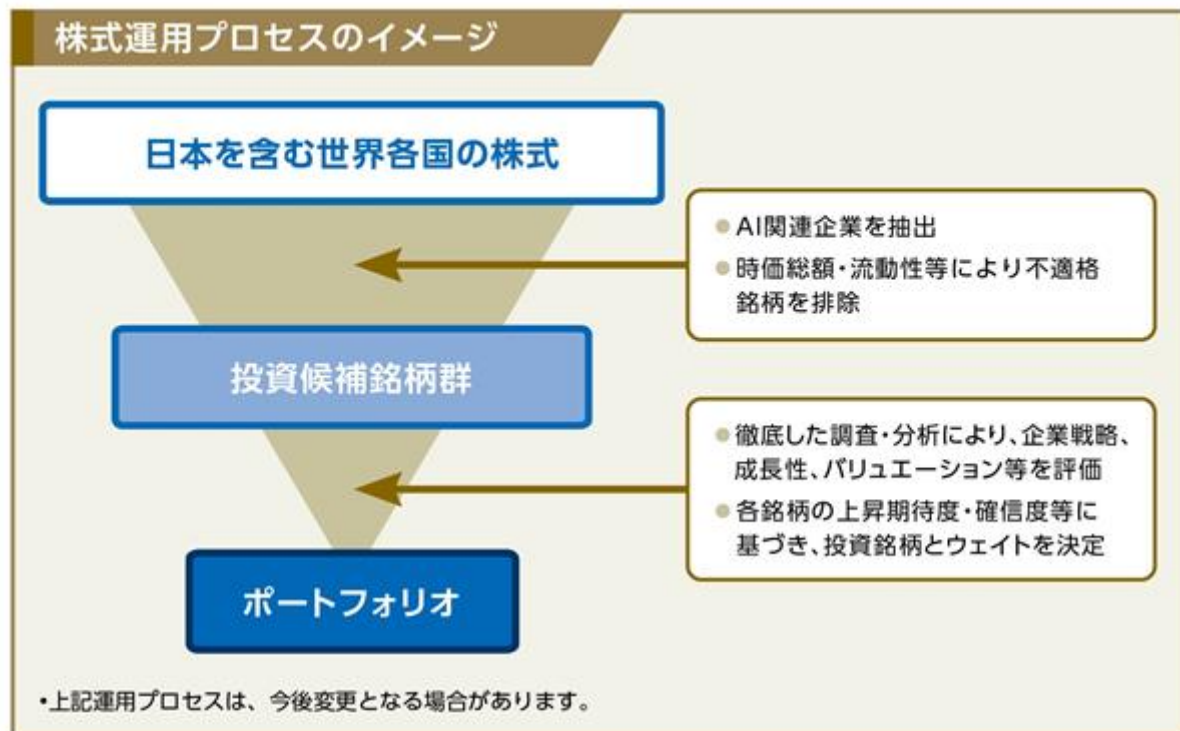 株式運用プロセスのイメージ
日本を含む世界各国の株式
●AI関連企業を抽出
●時価総額・流動性等により不適格
銘柄を排除
投資候補銘柄群
●徹底した調査・分析により、企業戦略、
成長性、バリュエーション等を評価
●各銘柄の上昇期待度・確信度等に
基づき、投資銘柄とウェイトを決定
ポートフォリオ
•上記運用プロセスは、今後変更となる場合があります。